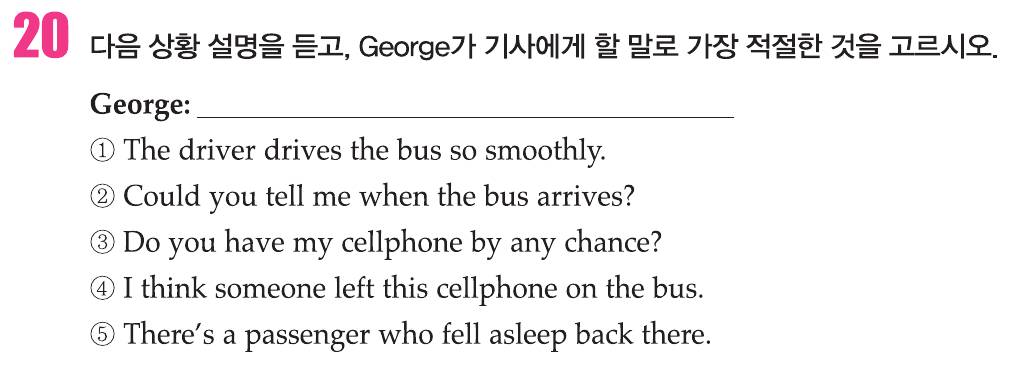 20 다음 상황 설명을 듣고, George가 기사에게 할 말로 가장 적절한 것을 고르시오.
George: ________________________________
① The driver drives the bus so smoothly.
② Could you tell me when the bus arrives?
③ Do you have my cellphone by any chance?
④ I think someone left this cellphone on the bus.
⑤ There's a passenger who fell asleep back there.